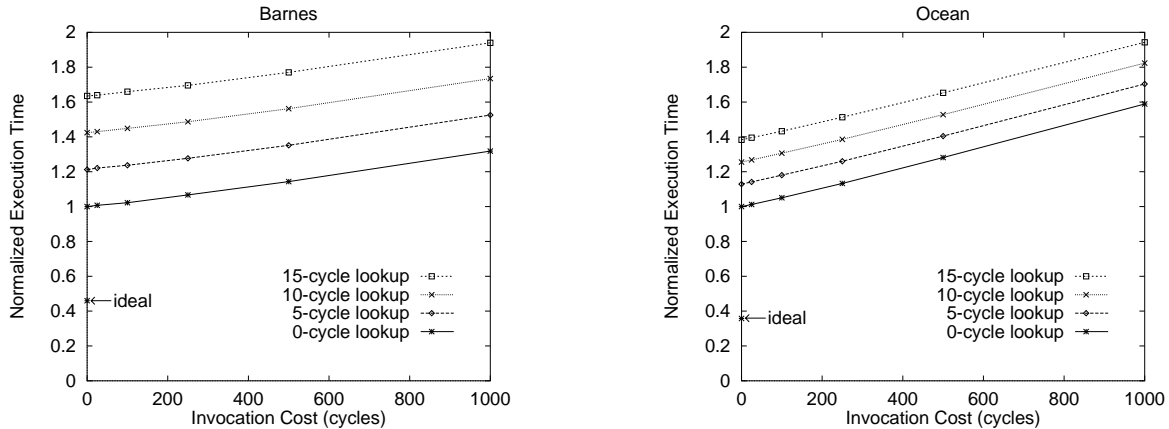 Barnes
Normalized Execution Time
2
1.8
1.6
1.4
1.2
1
0.8
0.6
0.4
0.2
0
15-cycle lookup
10-cycle lookup
5-cycle lookup
0-cycle lookup
ideal
0 200 400 600 800 1000
Invocation Cost (cycles)
Ocean
Normalized Execution Time
2
1.8
1.6
1.4
1.2
1
0.8
0.6
0.4
0.2
0
15-cycle lookup
10-cycle lookup
5-cycle lookup
0-cycle lookup
ideal
0 200 400 600 800 1000
Invocation Cost (cycles)